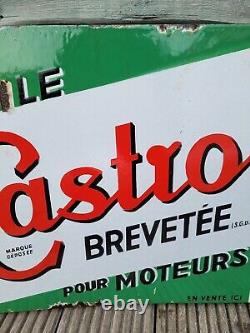 LE
Castro
BREVETÉE
(S.G.D.
MARQUE
DÉPOSÉE
POUR MOTEURS
EN VENTE ICI